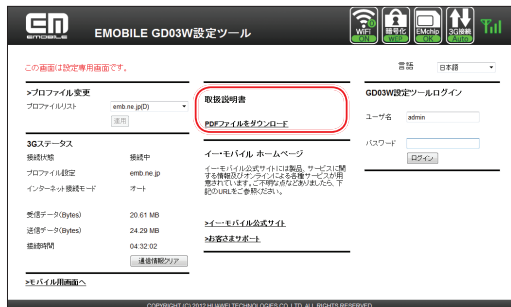 EM
EMOBILE
EMOBILE GD03W設定ツール
WiFi
ON
暗号化
WEP
EMchip
OK
3G接続
Auto
この画面は設定専用画面です。
言語
日本語
>プロファイル変更
プロファイルリスト
emb.ne.jp(D)
適用
3Gステータス
接続状態
接続中
プロファイル設定
emb.ne.jp
インターネット接続モード
オート
受信データ(Bytes)
20.61 MB
送信データ(Bytes)
24.29 MB
接続時間
04:32:02
通信情報クリア
>モバイル用画面へ
取扱説明書
PDFファイルをダウンロード
イー・モバイル ホームページ
イー・モバイル公式サイトには製品、サービスに関
する情報及びオンラインによる各種サービスが用
意されています。ご不明な点などありましたら、下
記のURLをご参照ください。
>イー・モバイル公式サイト
>お客さまサポート
GD03W設定ツールログイン
ユーザ名
admin
パスワード
ログイン
COPYRIGHT (C) 2012 HUAWEI TECHNOLOGIES CO., LTD. ALL RIGHTS RESERVED.